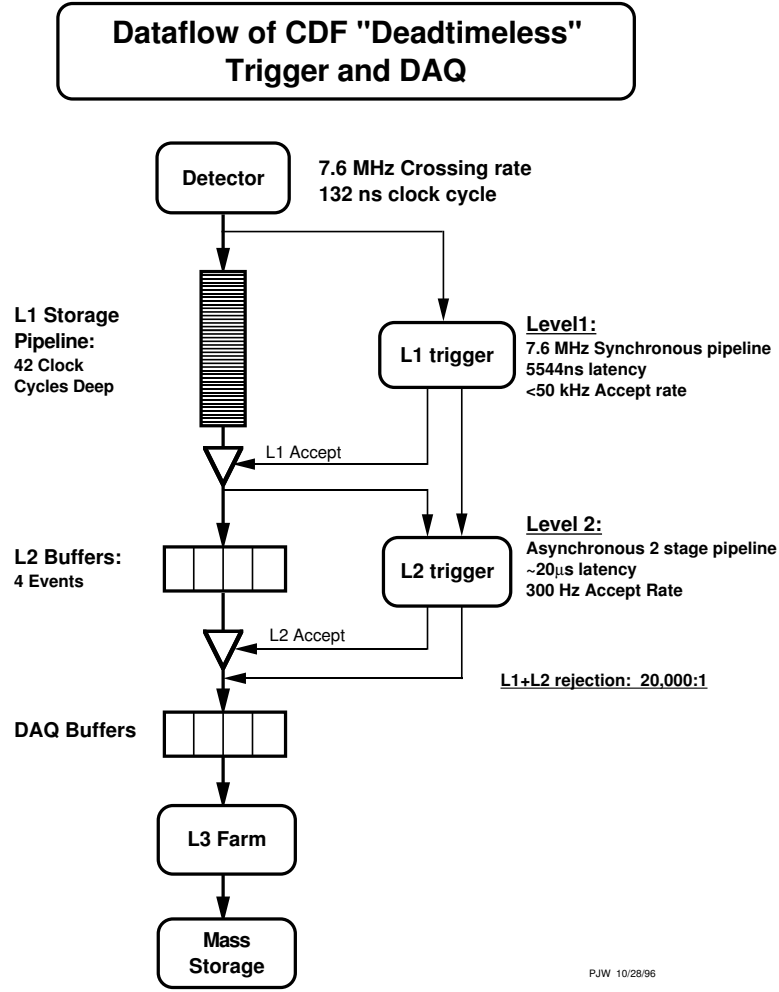 Dataflow of CDF "Deadtimeless"
Trigger and DAQ
Detector
7.6 MHz Crossing rate
132 ns clock cycle
L1 Storage
Pipeline:
42 Clock
Cycles Deep
L1 trigger
Level1:
7.6 MHz Synchronous pipeline
5544ns latency
<50 kHz Accept rate
L1 Accept
L2 Buffers:
4 Events
L2 trigger
Level 2:
Asynchronous 2 stage pipeline
~20μs latency
300 Hz Accept Rate
L2 Accept
L1+L2 rejection: 20,000:1
DAQ Buffers
L3 Farm
Mass
Storage
PJW 10/28/96